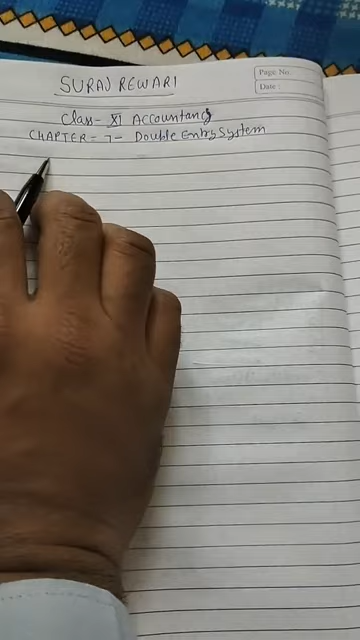 SURAJ REWARI
Page No.
Date :
Class- XI Accountancy
CHAPTER - 7 - Double Entry System